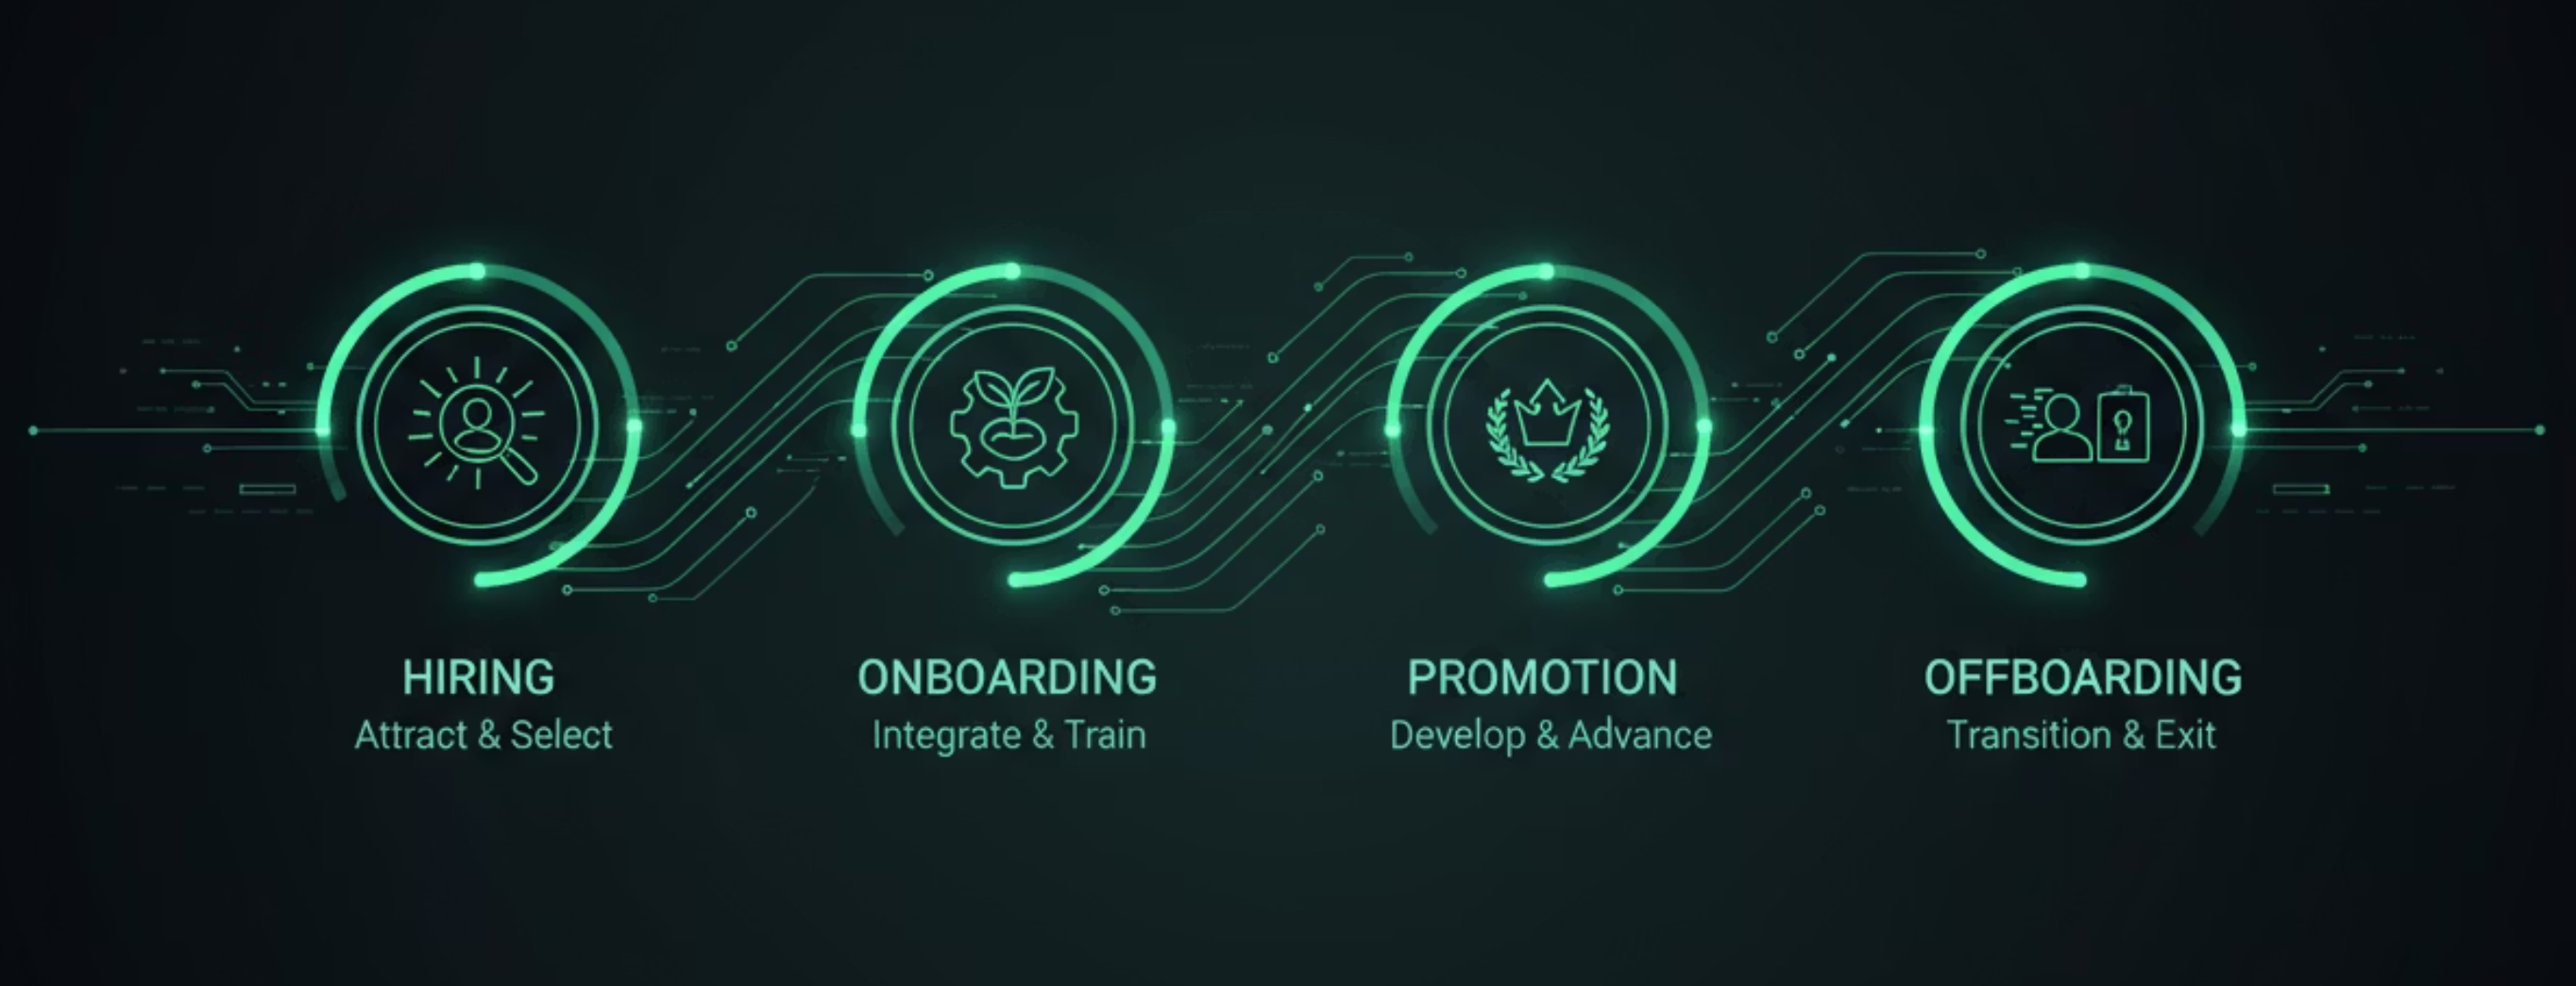 HIRING
Attract & Select
ONBOARDING
Integrate & Train
PROMOTION
Develop & Advance
OFFBOARDING
Transition & Exit